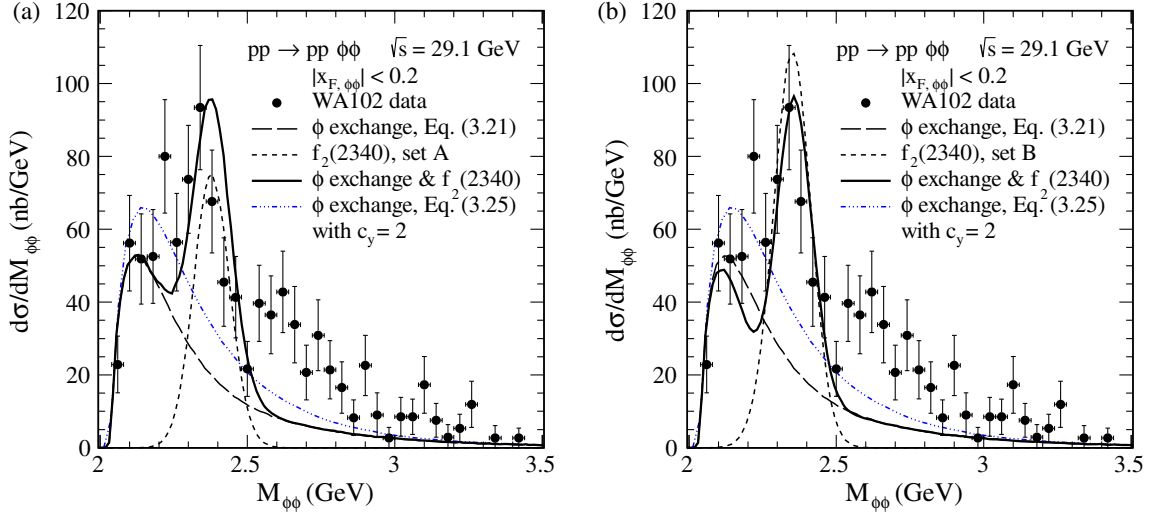 (a)
dσ/dM_ϕϕ (nb/GeV)
120
100
80
60
40
20
0
pp → pp ϕϕ √s = 29.1 GeV
|x_F, ϕϕ| < 0.2
WA102 data
ϕ exchange, Eq. (3.21)
f_2(2340), set A
ϕ exchange & f_2(2340)
ϕ exchange, Eq. (3.25)
with c_y = 2
2 2.5 3 3.5
M_ϕϕ (GeV)
(b)
dσ/dM_ϕϕ (nb/GeV)
120
100
80
60
40
20
0
pp → pp ϕϕ √s = 29.1 GeV
|x_F, ϕϕ| < 0.2
WA102 data
ϕ exchange, Eq. (3.21)
f_2(2340), set B
ϕ exchange & f_2(2340)
ϕ exchange, Eq. (3.25)
with c_y = 2
2 2.5 3 3.5
M_ϕϕ (GeV)